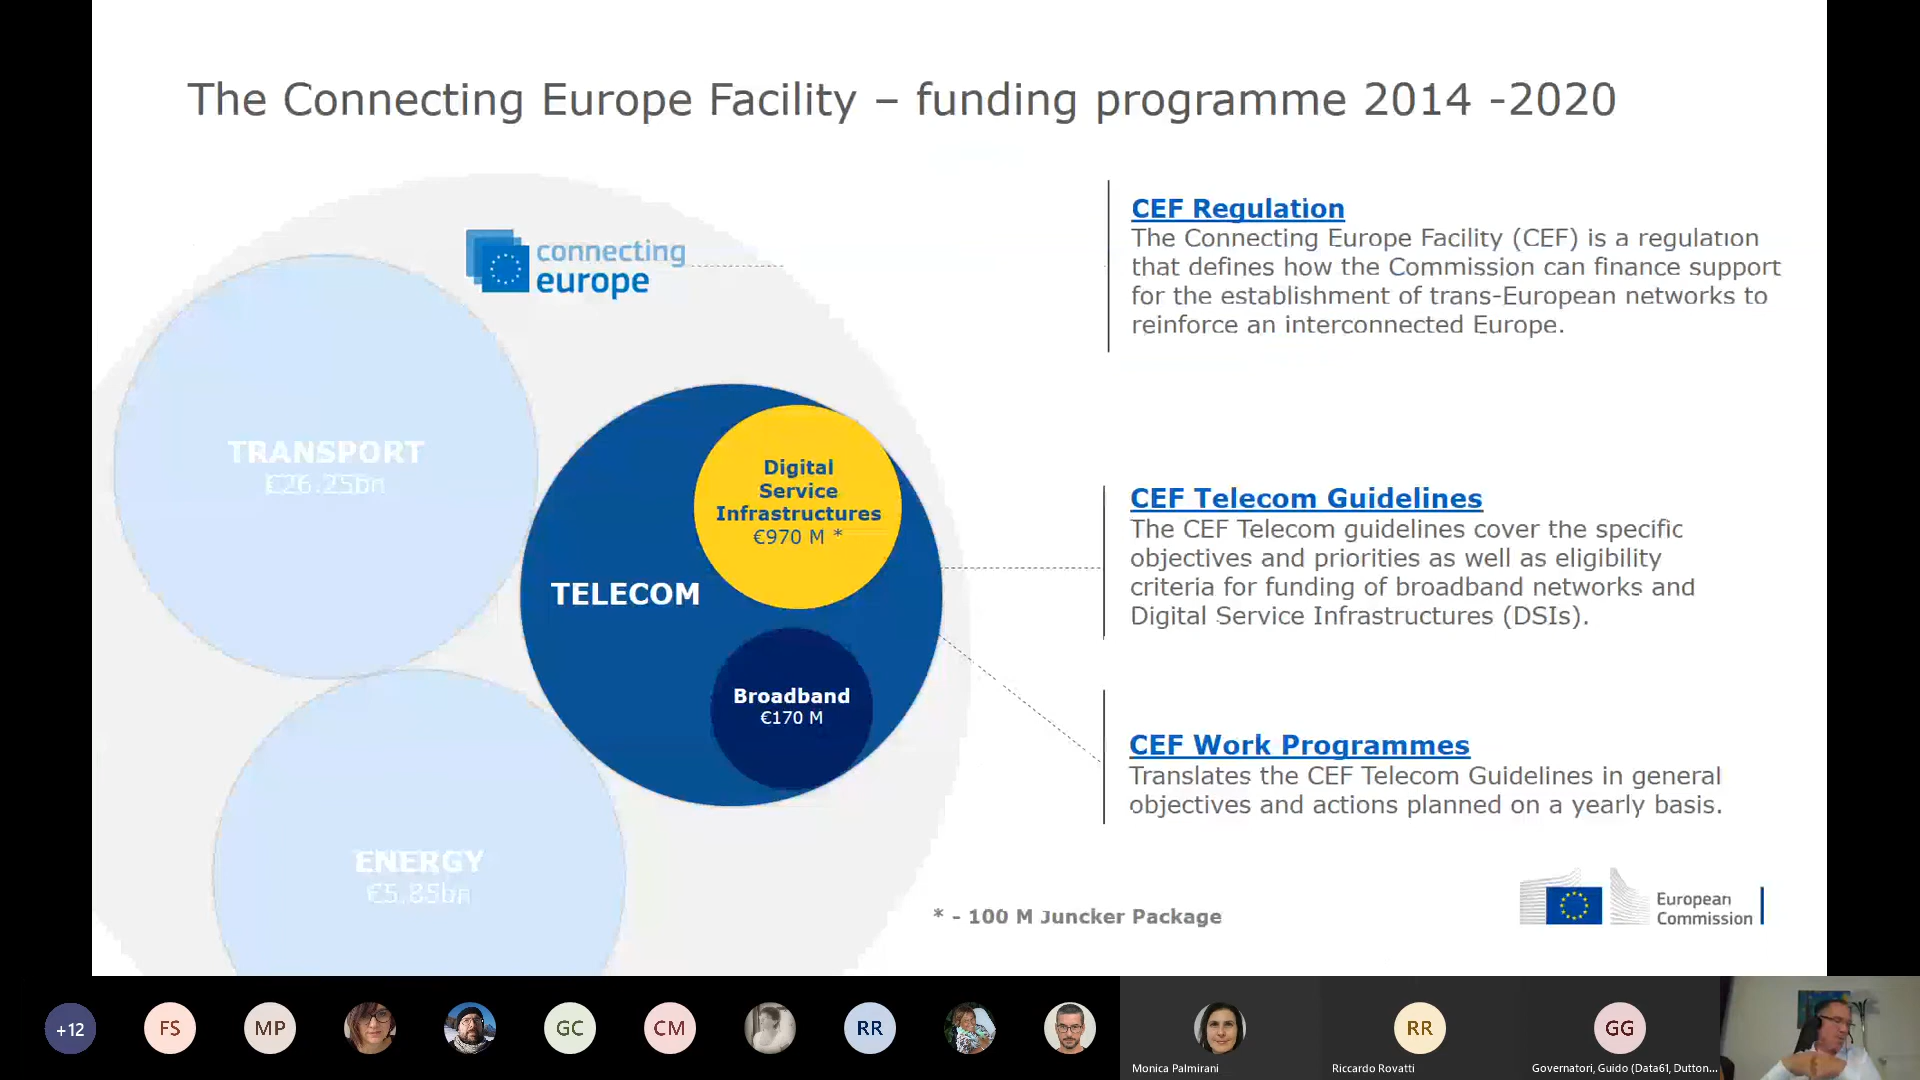 The Connecting Europe Facility – funding programme 2014 -2020
connecting
europe
TRANSPORT
€26.25bn
TELECOM
Digital
Service
Infrastructures
€970 M *
Broadband
€170 M
ENERGY
€5.85bn
CEF Regulation
The Connecting Europe Facility (CEF) is a regulation
that defines how the Commission can finance support
for the establishment of trans-European networks to
reinforce an interconnected Europe.
CEF Telecom Guidelines
The CEF Telecom guidelines cover the specific
objectives and priorities as well as eligibility
criteria for funding of broadband networks and
Digital Service Infrastructures (DSIs).
CEF Work Programmes
Translates the CEF Telecom Guidelines in general
objectives and actions planned on a yearly basis.
* - 100 M Juncker Package
European
Commission
+12
FS
MP
GC
CM
RR
RR
GG
Monica Palmirani
Riccardo Rovatti
Governatori, Guido (Data61, Dutton...